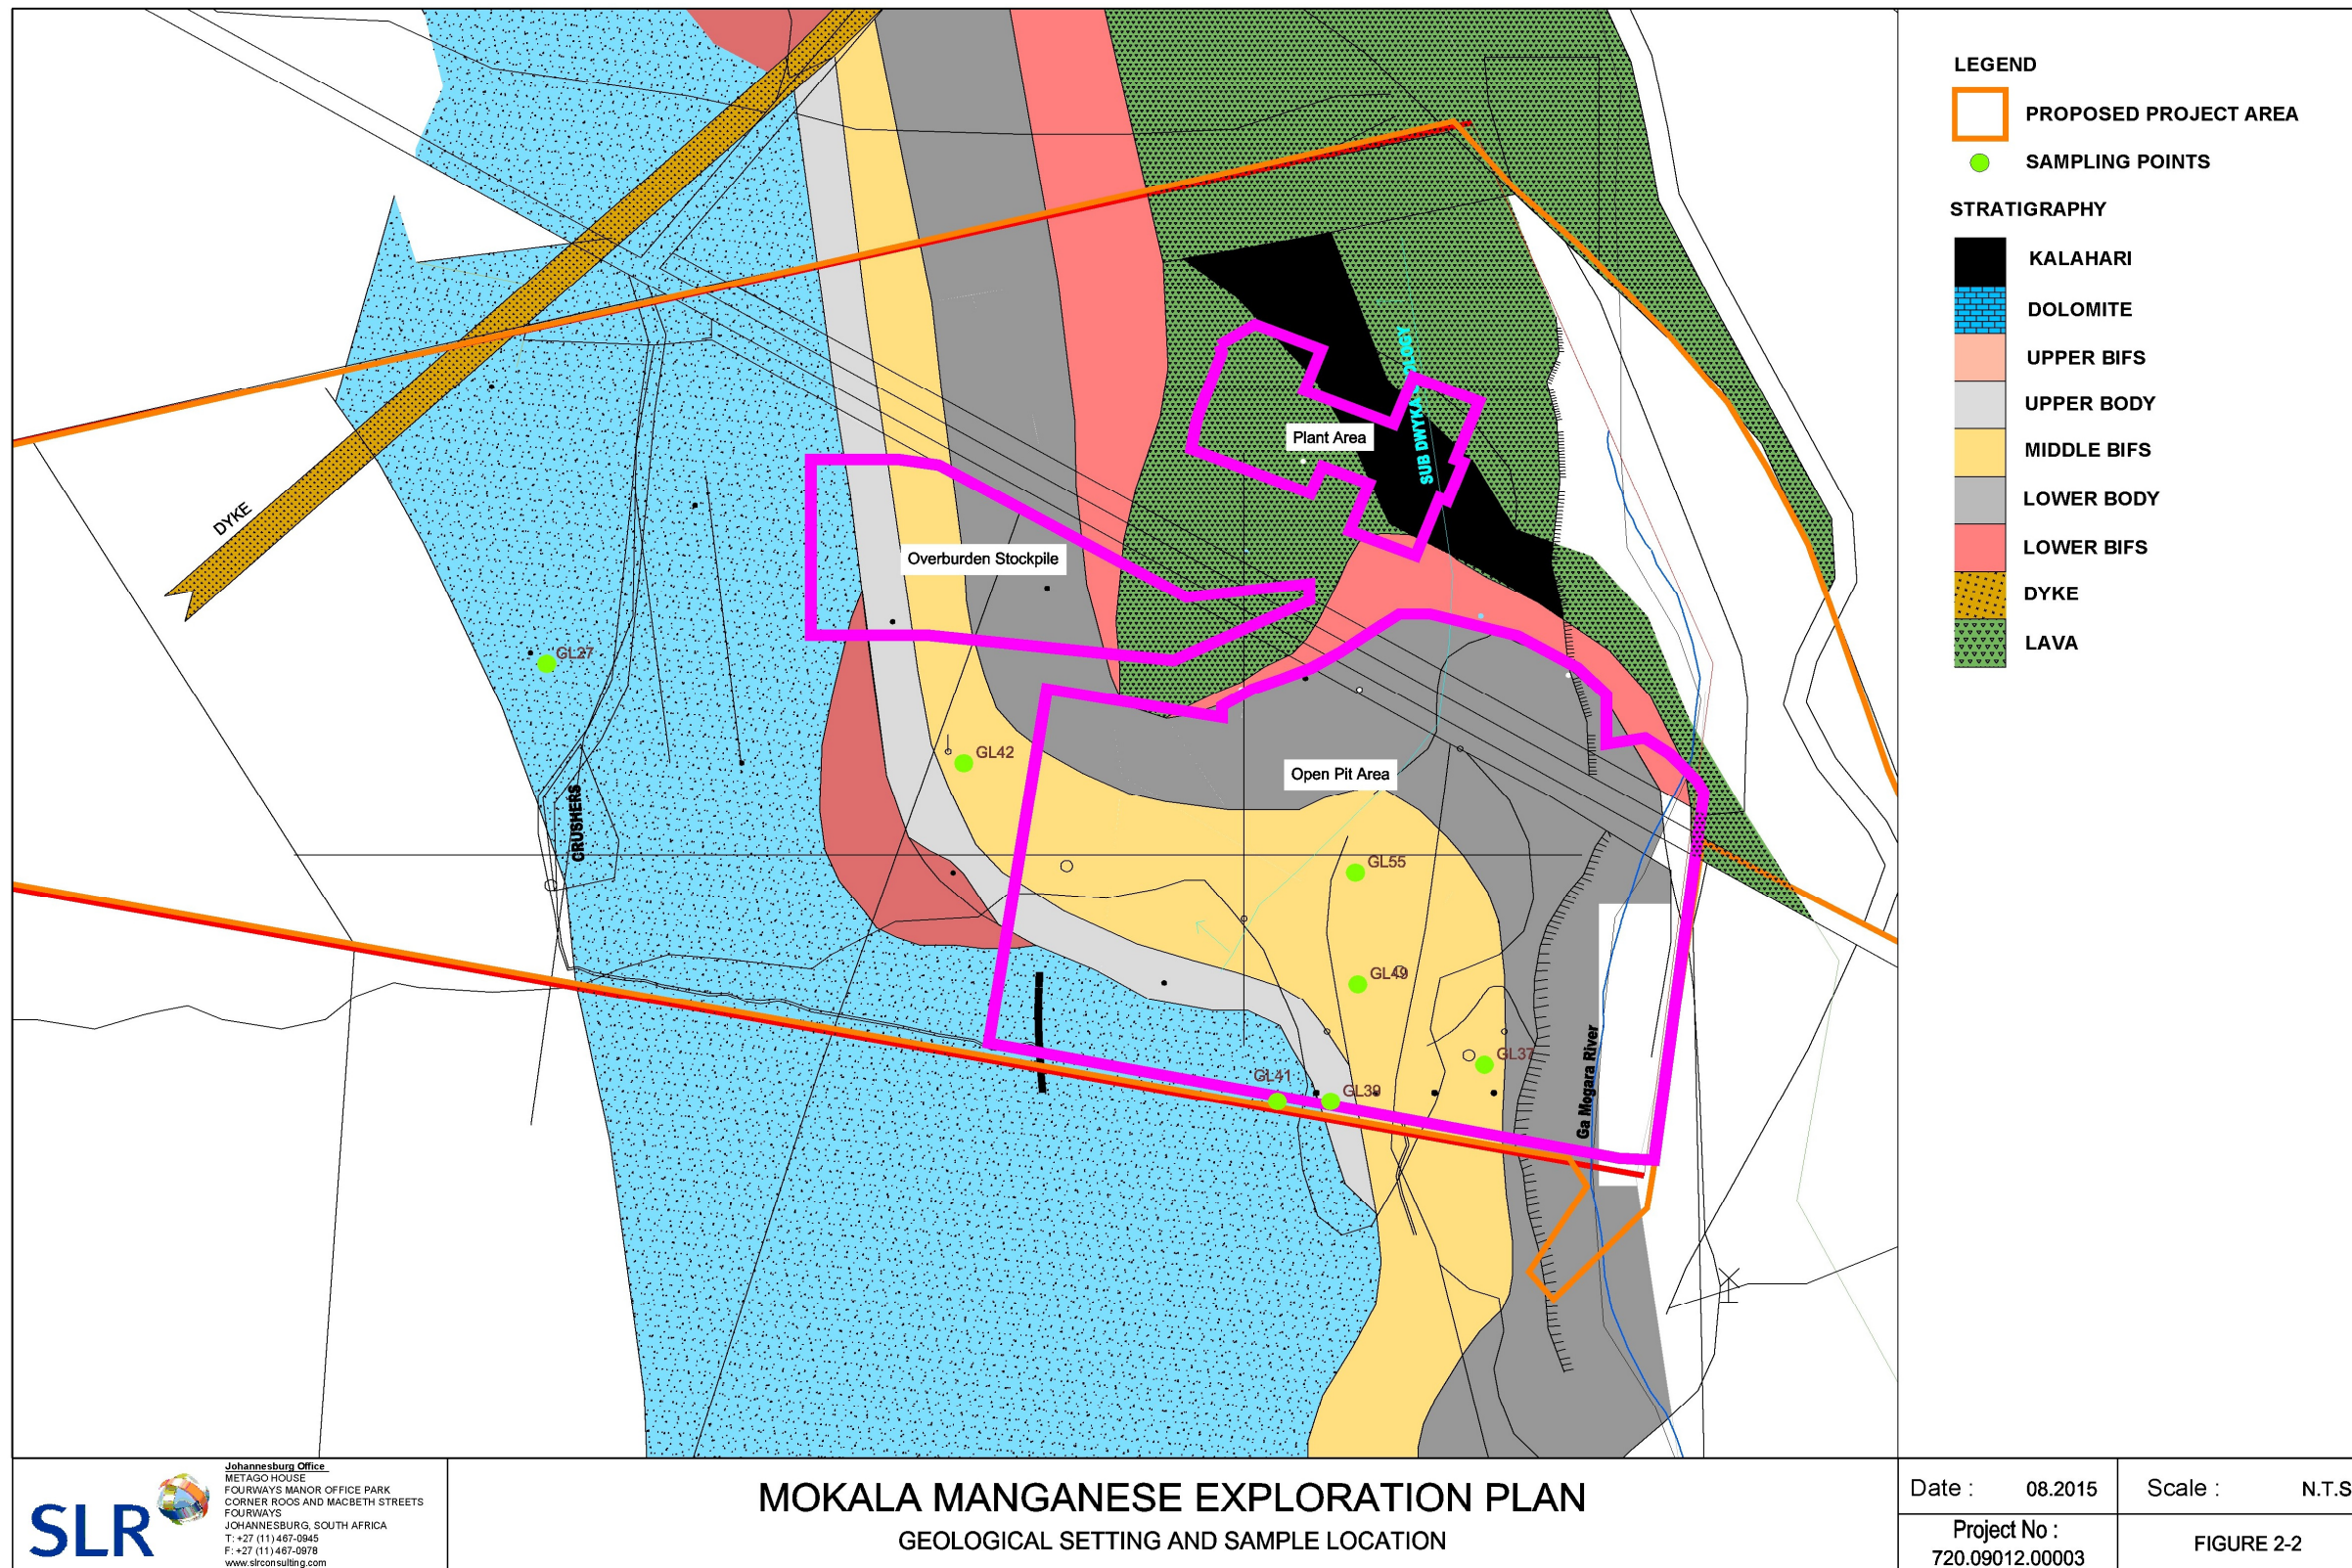 LEGEND
PROPOSED PROJECT AREA
SAMPLING POINTS
STRATIGRAPHY
KALAHARI
DOLOMITE
UPPER BIFS
UPPER BODY
MIDDLE BIFS
LOWER BODY
LOWER BIFS
DYKE
LAVA
DYKE
Plant Area
SUB DWYKA
Overburden Stockpile
GL27
GL42
Open Pit Area
CRUSHERS
GL55
GL49
GL37
GL41
GL39
Ga Mogara River
SLR
Johannesburg Office
METAGO HOUSE
FOURWAYS MANOR OFFICE PARK
CORNER ROOS AND MACBETH STREETS
FOURWAYS
JOHANNESBURG, SOUTH AFRICA
T: +27 (11) 467-0945
F: +27 (11) 467-0978
www.slrconsulting.com
MOKALA MANGANESE EXPLORATION PLAN
GEOLOGICAL SETTING AND SAMPLE LOCATION
Date : 08.2015
Scale : N.T.S
Project No :
720.09012.00003
FIGURE 2-2